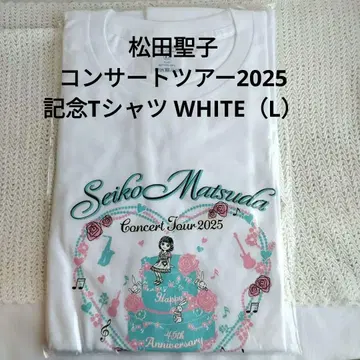 松田聖子
コンサートツアー2025
記念Tシャツ WHITE（L）
Seiko Matsuda
Concert Tour 2025
Happy
45th
Anniversary